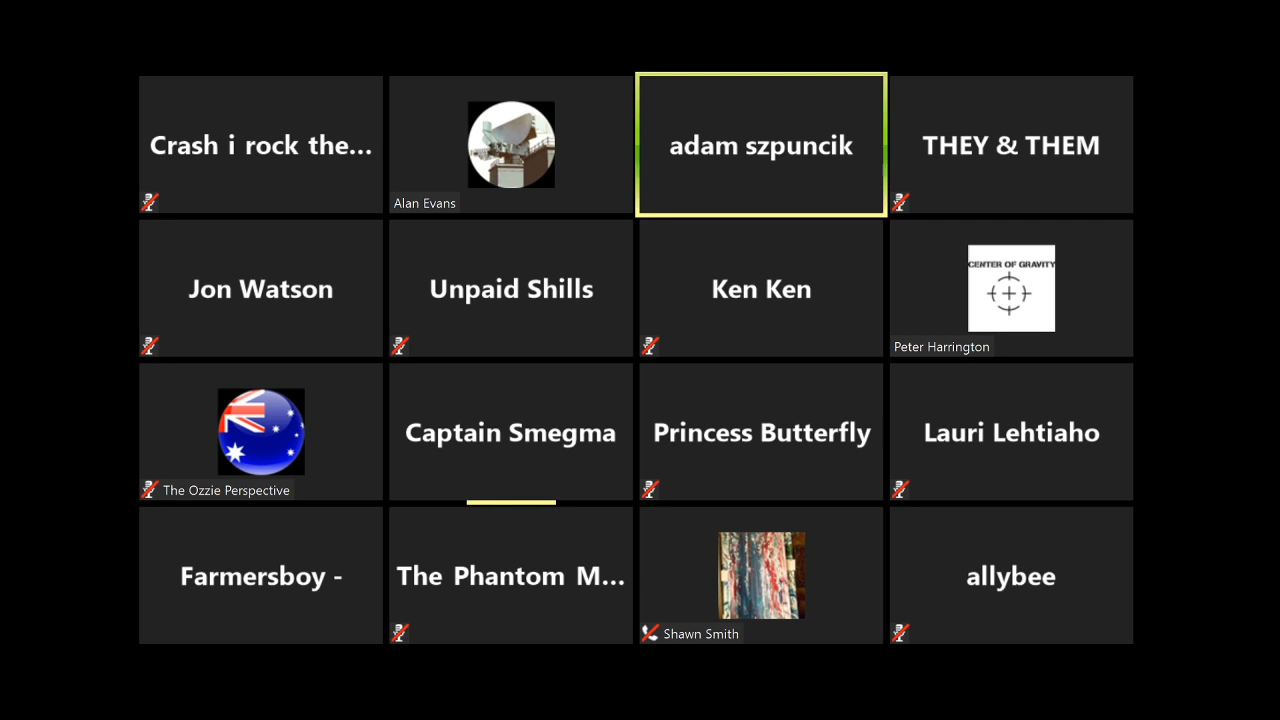 Crash i rock the...
Alan Evans
adam szpuncik
THEY & THEM
Jon Watson
Unpaid Shills
Ken Ken
CENTER OF GRAVITY
Peter Harrington
The Ozzie Perspective
Captain Smegma
Princess Butterfly
Lauri Lehtiaho
Farmersboy -
The Phantom M...
Shawn Smith
allybee